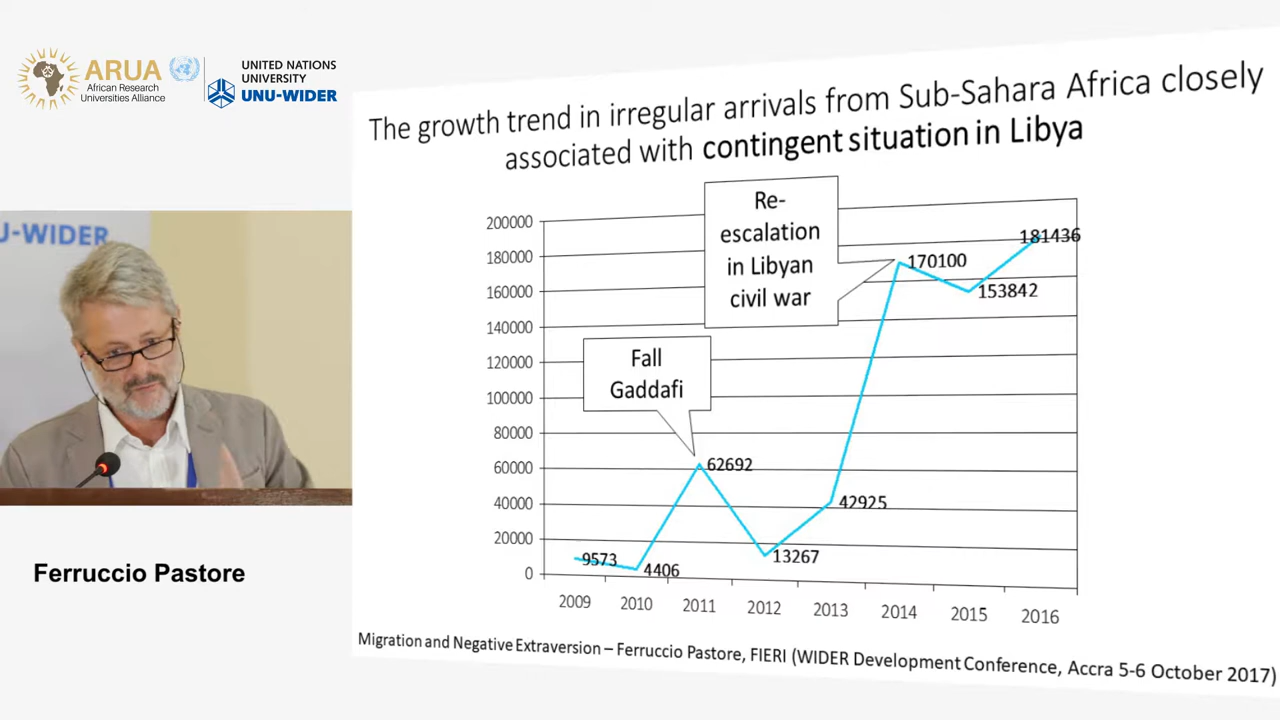 ARUA
African Research
Universities Alliance
UNITED NATIONS
UNIVERSITY
UNU-WIDER
The growth trend in irregular arrivals from Sub-Sahara Africa closely
associated with contingent situation in Libya
Re-
escalation
in Libyan
civil war
Fall
Gaddafi
200000
180000
160000
140000
120000
100000
80000
60000
40000
20000
0
9573
4406
62692
13267
42925
170100
153842
181436
2009
2010
2011
2012
2013
2014
2015
2016
Migration and Negative Extraversion – Ferruccio Pastore, FIERI (WIDER Development Conference, Accra 5-6 October 2017)
U-WIDER
Ferruccio Pastore